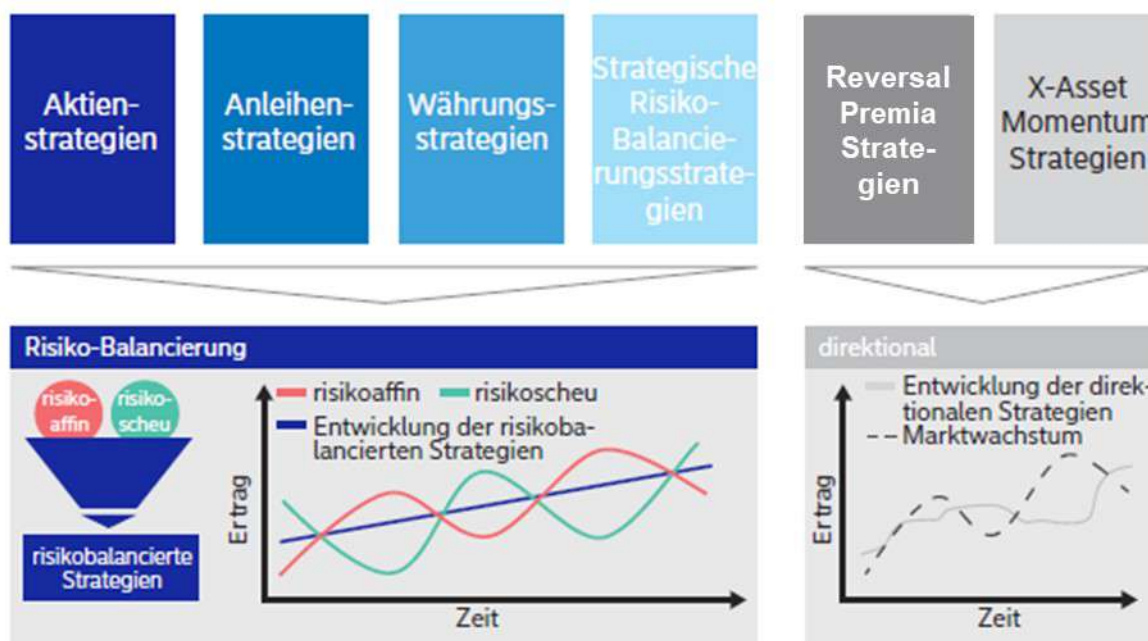 Aktien-
strategien
Anleihen-
strategien
Währungs-
strategien
Strategische
Risiko-
Balancie-
rungsstrate-
gien
Reversal
Premia
Strate-
gien
X-Asset
Momentum
Strategien
Risiko-Balancierung
risiko-
affin
risiko-
scheu
risikobalancierte
Strategien
risikoaffin
risikoscheu
Entwicklung der risikoba-
lancierten Strategien
Ertrag
Zeit
direktional
Entwicklung der direk-
tionalen Strategien
Marktwachstum
Ertrag
Zeit